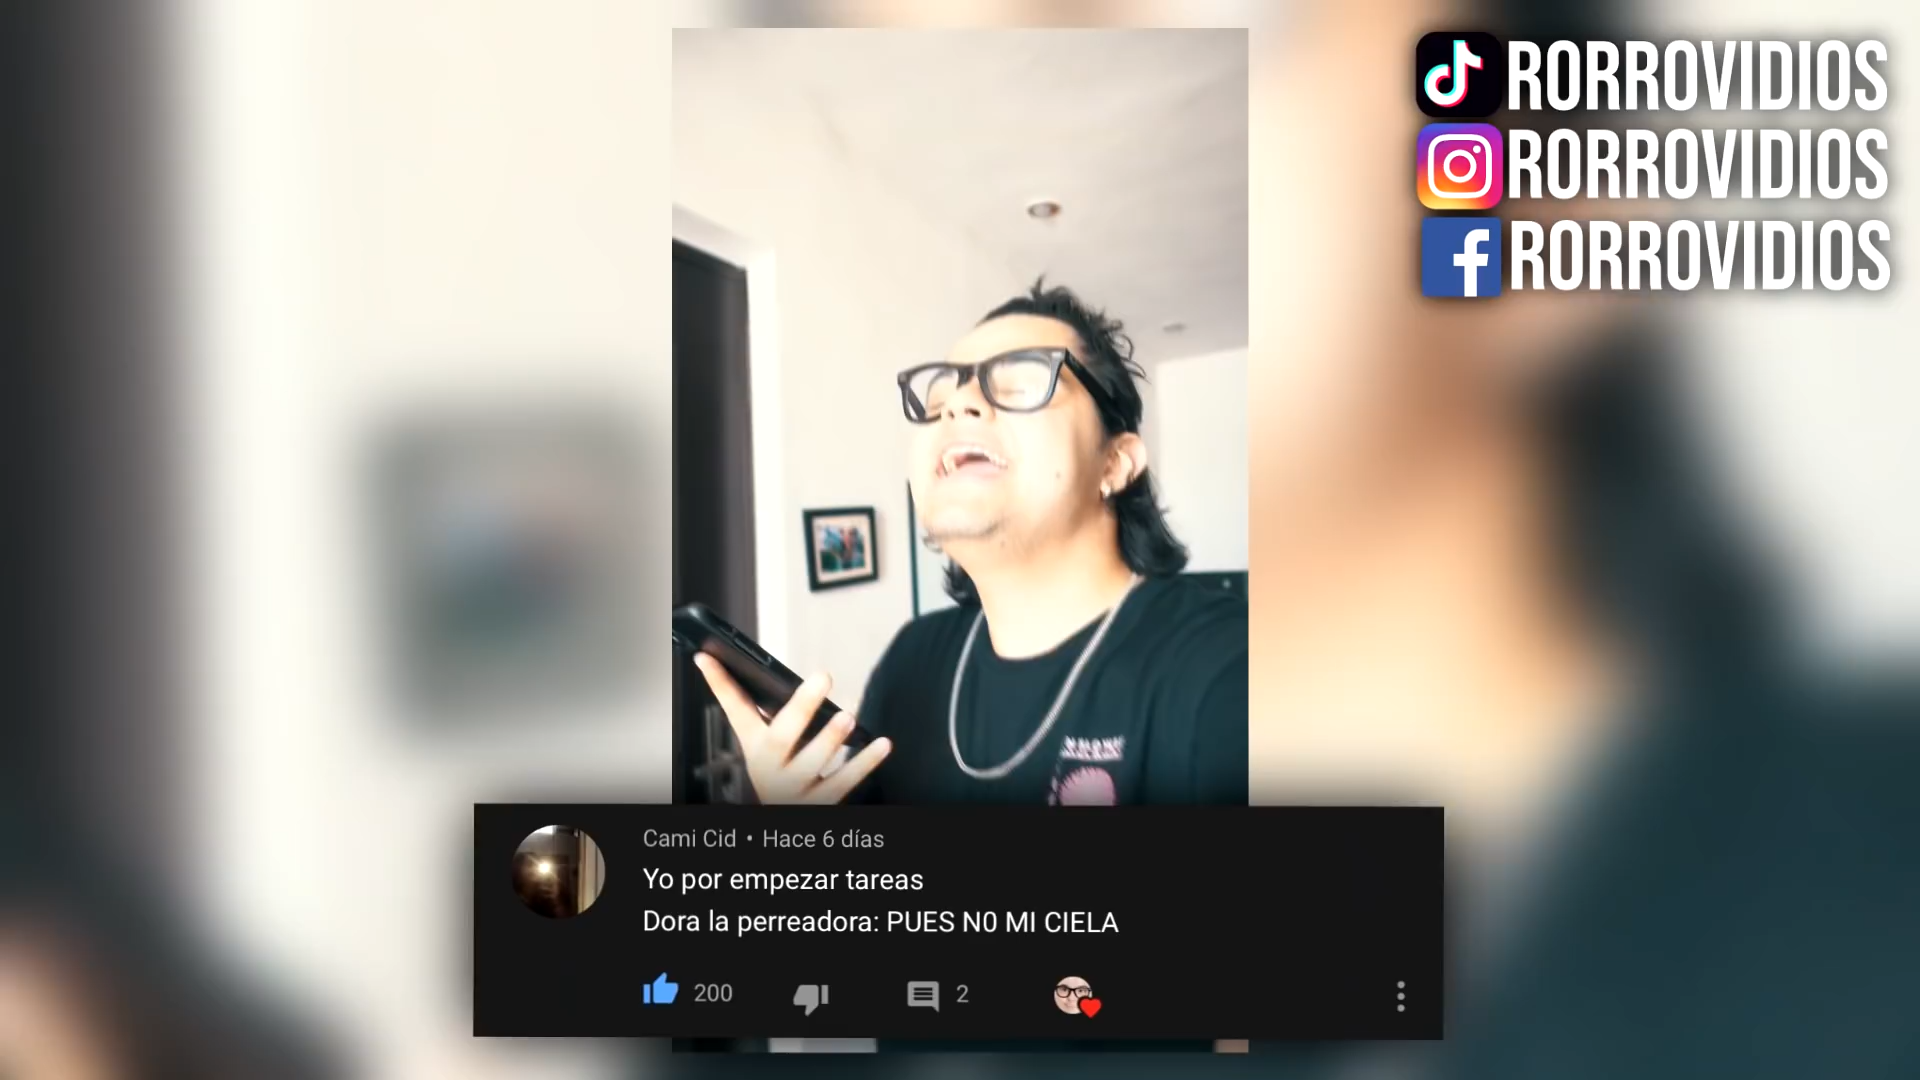 RORROVIDIOS
RORROVIDIOS
RORROVIDIOS
Cami Cid • Hace 6 días
Yo por empezar tareas
Dora la perreadora: PUES N0 MI CIELA
200
2